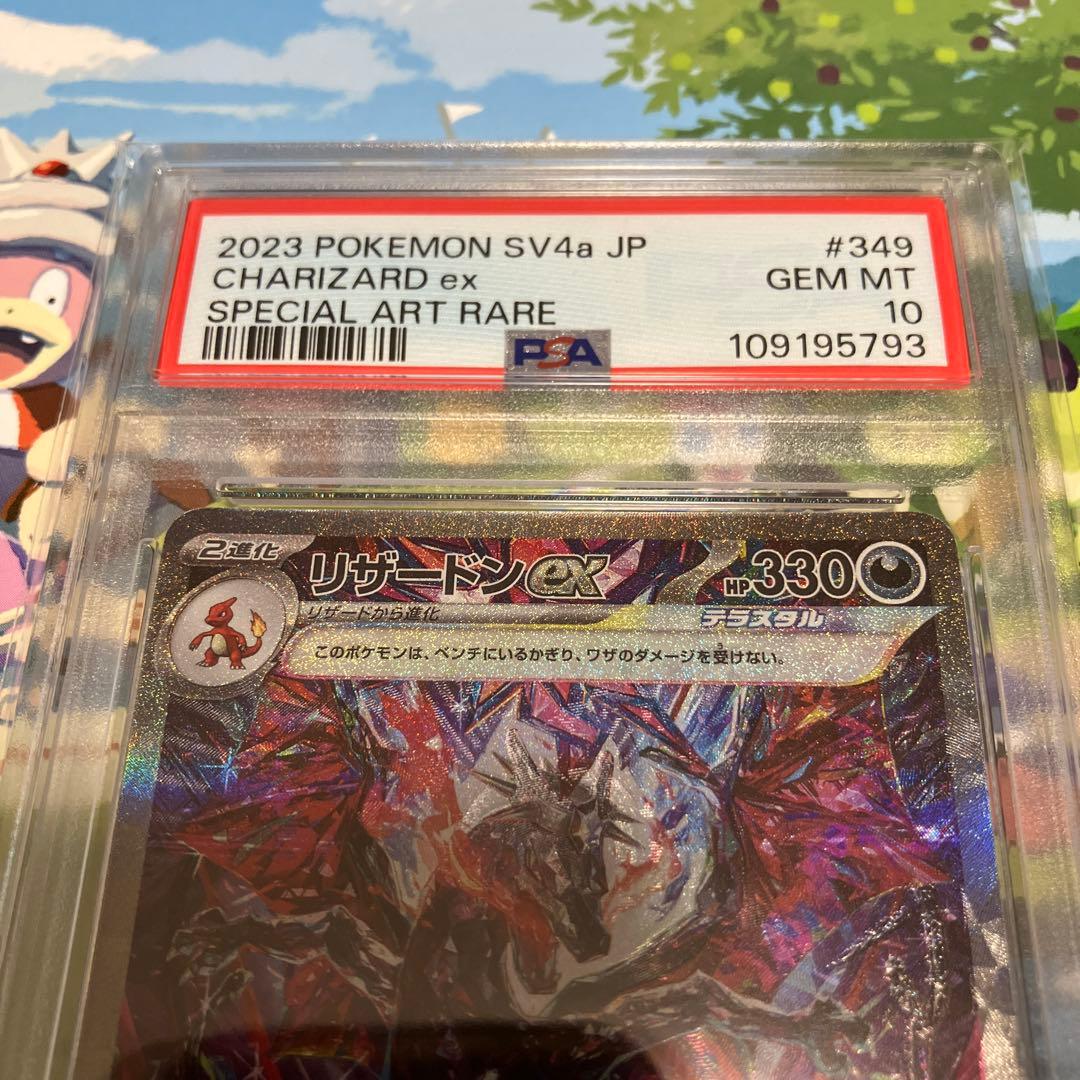 2023 POKEMON SV4a JP #349
CHARIZARD ex GEM MT
SPECIAL ART RARE 10
PSA 109195793
2進化 リザードンex HP330
リザードから進化 テラスタル
このポケモンは、ベンチにいるかぎり、ワザのダメージを受けない。